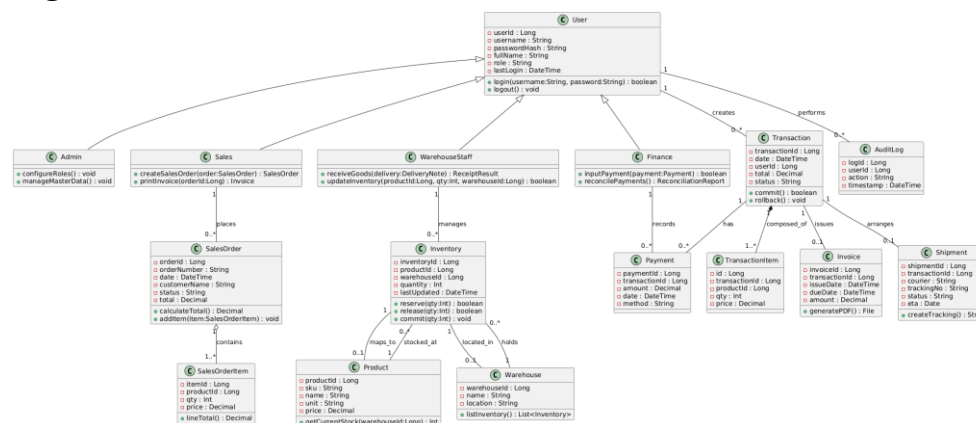 C User
userId : Long
username : String
passwordHash : String
fullName : String
role : String
lastLogin : DateTime
login(username:String, password:String) : boolean
logout() : void
1
1
creates
performs
0..*
0..*
C Admin
configureRoles() : void
manageMasterData() : void
C Sales
createSalesOrder(order:SalesOrder) : SalesOrder
printInvoice(orderId:Long) : Invoice
C WarehouseStaff
receiveGoods(delivery:DeliveryNote) : ReceiptResult
updateInventory(productId:Long, qty:Int, warehouseId:Long) : boolean
C Finance
inputPayment(payment:Payment) : boolean
reconcilePayments() : ReconciliationReport
C Transaction
transactionId : Long
date : DateTime
userId : Long
total : Decimal
status : String
commit() : boolean
rollback() : void
C AuditLog
logId : Long
userId : Long
action : String
timestamp : DateTime
1
places
0..*
1
manages
0..*
1
records
0..*
1
has
0..*
1
composed_of
1..*
1
issues
0..1
1
arranges
0..1
C SalesOrder
orderId : Long
orderNumber : String
date : DateTime
customerName : String
status : String
total : Decimal
calculateTotal() : Decimal
addItem(item:SalesOrderItem) : void
C Inventory
inventoryId : Long
productId : Long
warehouseId : Long
quantity : Int
lastUpdated : DateTime
reserve(qty:Int) : boolean
release(qty:Int) : boolean
commit(qty:Int) : void
C Payment
paymentId : Long
transactionId : Long
amount : Decimal
date : DateTime
method : String
C TransactionItem
id : Long
transactionId : Long
productId : Long
qty : Int
price : Decimal
C Invoice
invoiceId : Long
transactionId : Long
issueDate : DateTime
dueDate : DateTime
amount : Decimal
generatePDF() : File
C Shipment
shipmentId : Long
transactionId : Long
courier : String
trackingNo : String
status : String
eta : Date
createTracking() : St
1
contains
1..*
1
maps_to
0..1
0..*
stocked_at
1
1
located_in
0..1
0..*
holds
1
C SalesOrderItem
itemId : Long
productId : Long
qty : Int
price : Decimal
lineTotal() : Decimal
C Product
productId : Long
sku : String
name : String
unit : String
price : Decimal
getCurrentStock(warehouseId:Long) : Int
C Warehouse
warehouseId : Long
name : String
location : String
listInventory() : List<Inventory>